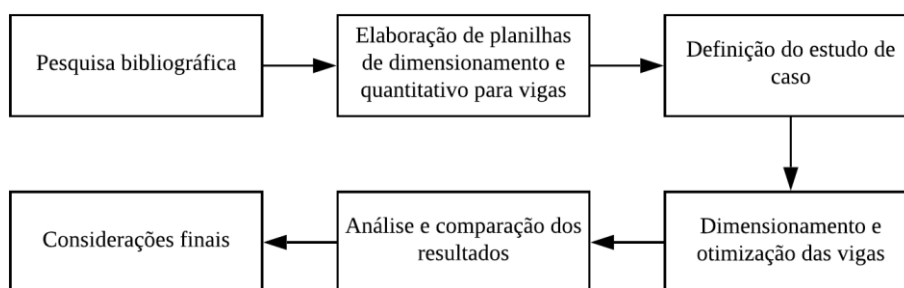 Pesquisa bibliográfica
Elaboração de planilhas
de dimensionamento e
quantitativo para vigas
Definição do estudo de
caso
Dimensionamento e
otimização das vigas
Análise e comparação dos
resultados
Considerações finais